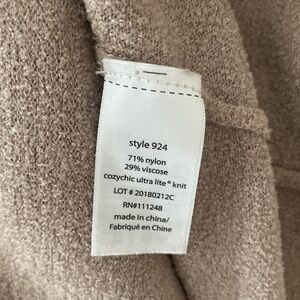 style 924
71% nylon
29% viscose
cozychic ultra lite® knit
LOT # 20180212C
RN#111248
made in china/
Fabriqué en Chine